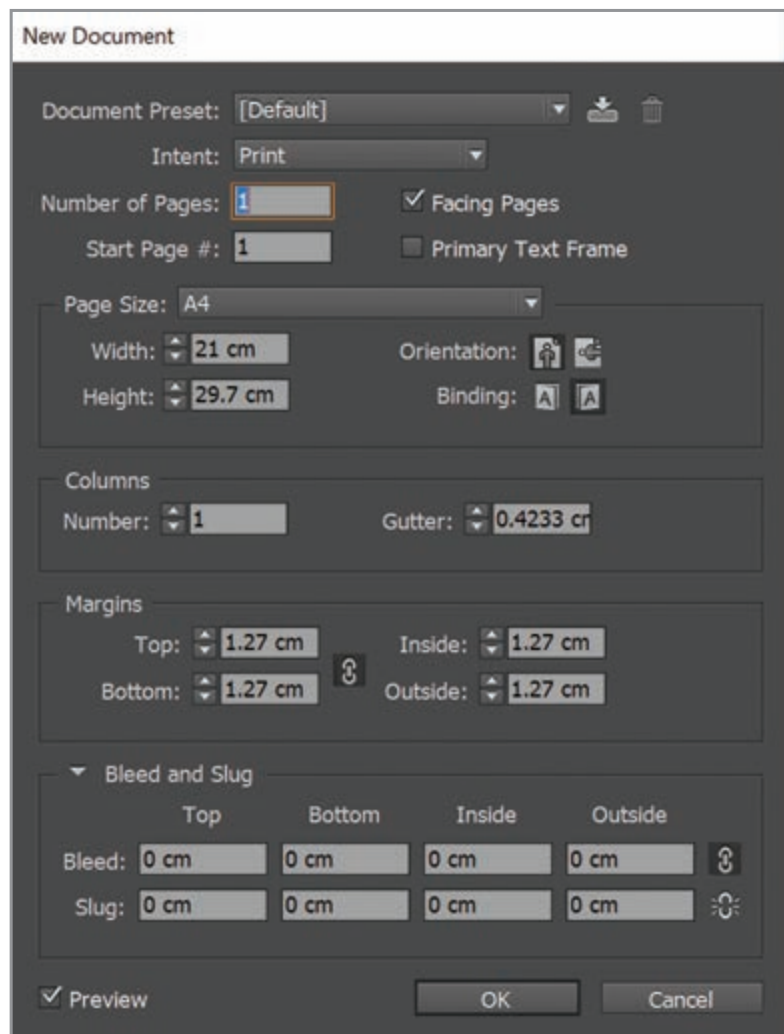 New Document
Document Preset: [Default]
Intent: Print
Number of Pages: 1 Facing Pages
Start Page #: 1 Primary Text Frame
Page Size: A4
Width: 21 cm Orientation:
Height: 29.7 cm Binding: A A
Columns
Number: 1 Gutter: 0.4233 cr
Margins
Top: 1.27 cm Inside: 1.27 cm
Bottom: 1.27 cm Outside: 1.27 cm
Bleed and Slug
Top Bottom Inside Outside
Bleed: 0 cm 0 cm 0 cm 0 cm
Slug: 0 cm 0 cm 0 cm 0 cm
Preview OK Cancel